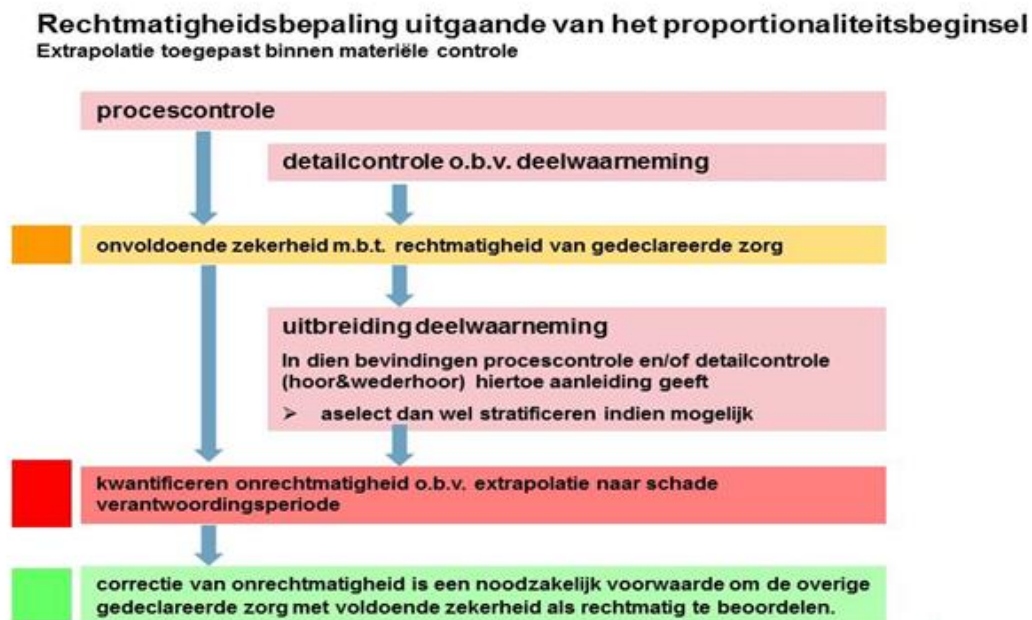 Rechtmatigheidsbepaling uitgaande van het proportionaliteitsbeginsel
Extrapolatie toegepast binnen materiële controle
procescontrole
detailcontrole o.b.v. deelwaarneming
onvoldoende zekerheid m.b.t. rechtmatigheid van gedeclareerde zorg
uitbreiding deelwaarneming
In dien bevindingen procescontrole en/of detailcontrole
(hoor&wederhoor) hiertoe aanleiding geeft
➢ aselect dan wel stratificeren indien mogelijk
kwantificeren onrechtmatigheid o.b.v. extrapolatie naar schade
verantwoordingsperiode
correctie van onrechtmatigheid is een noodzakelijk voorwaarde om de overige
gedeclareerde zorg met voldoende zekerheid als rechtmatig te beoordelen.